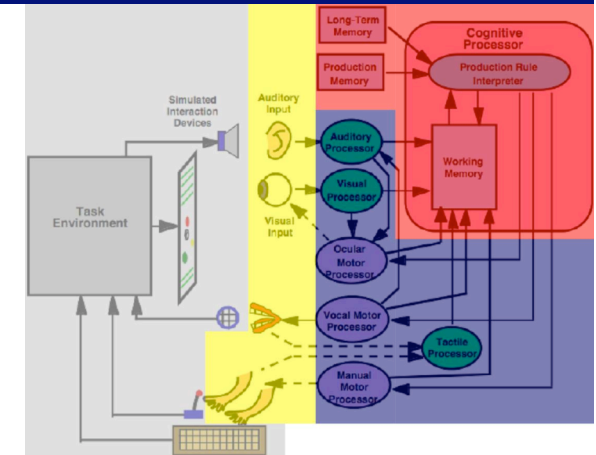 Long-Term
Memory
Cognitive
Processor
Production
Memory
Production Rule
Interpreter
Simulated
Interaction
Devices
Auditory
Input
Auditory
Processor
Working
Memory
Visual
Processor
Task
Environment
Visual
Input
Ocular
Motor
Processor
Vocal Motor
Processor
Tactile
Processor
Manual
Motor
Processor